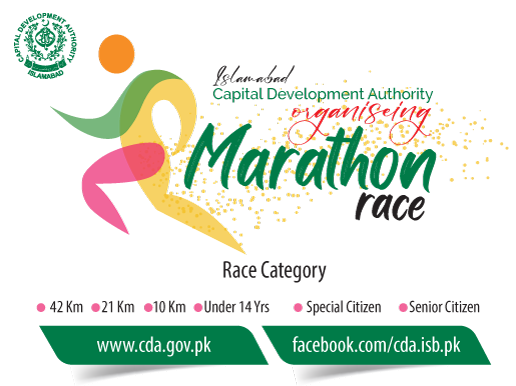 CAPITAL DEVELOPMENT AUTHORITY
ISLAMABAD
Islamabad
Capital Development Authority
organiseing
Marathon
race
Race Category
42 Km 21 Km 10 Km Under 14 Yrs Special Citizen Senior Citizen
www.cda.gov.pk facebook.com/cda.isb.pk